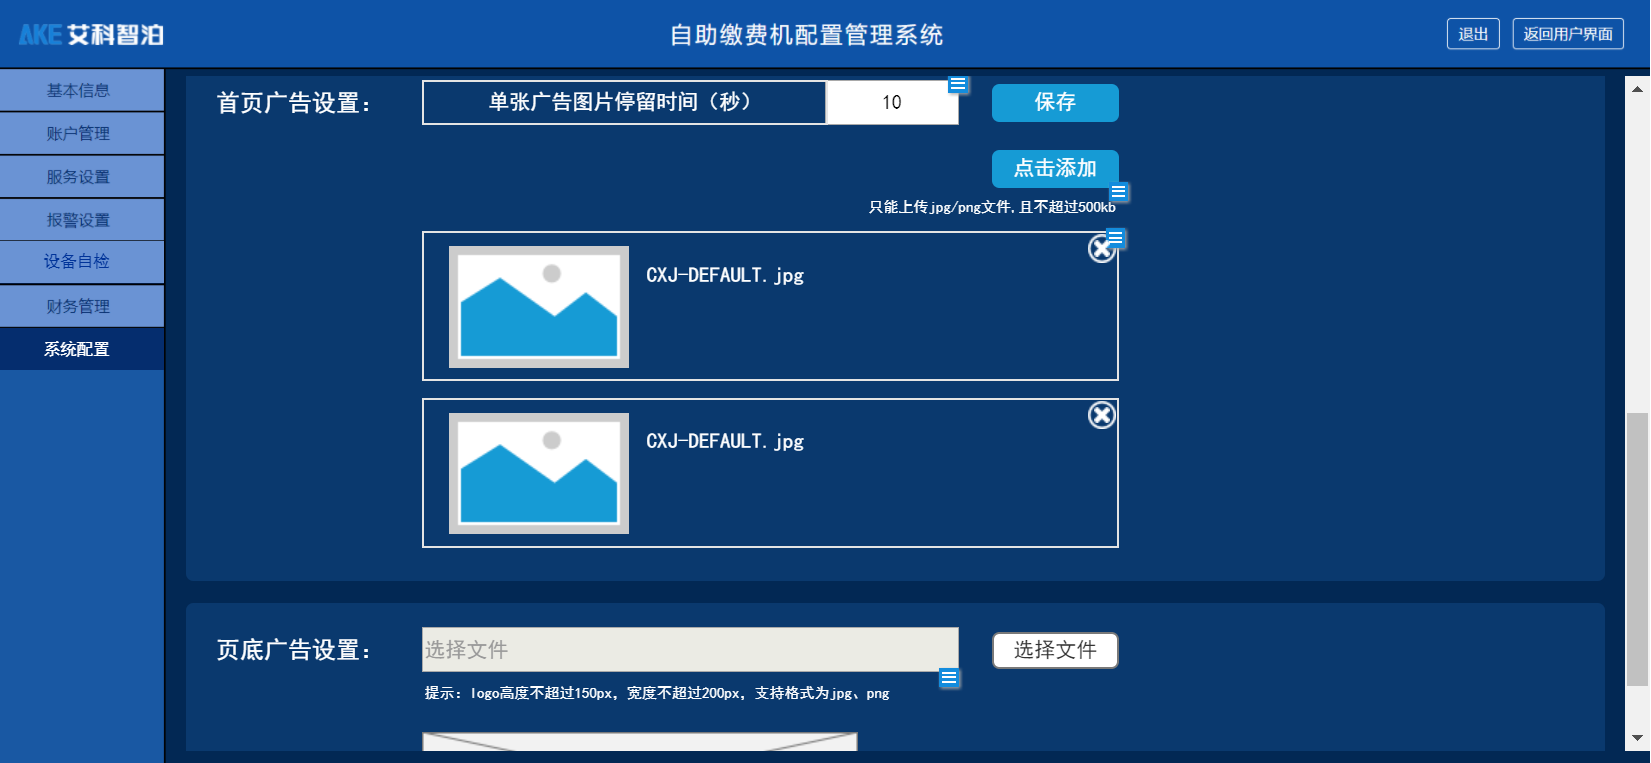 AKE 艾科智泊
自助缴费机配置管理系统
退出
返回用户界面
基本信息
账户管理
服务设置
报警设置
设备自检
财务管理
系统配置
首页广告设置：
单张广告图片停留时间（秒）
10
保存
点击添加
只能上传jpg/png文件,且不超过500kb
CXJ-DEFAULT.jpg
CXJ-DEFAULT.jpg
页底广告设置：
选择文件
选择文件
提示：logo高度不超过150px，宽度不超过200px，支持格式为jpg、png